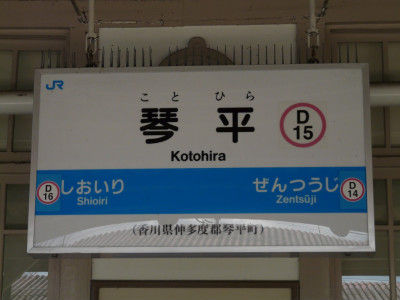 JR
ことひら
琴平
D
15
Kotohira
D
16
しおいり
Shioiri
ぜんつうじ
Zentsūji
D
14
(香川県仲多度郡琴平町)